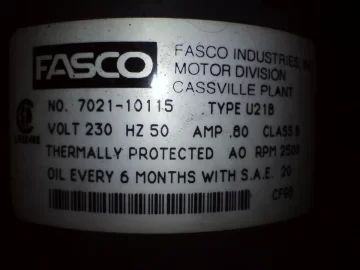 FASCO
FASCO INDUSTRIES, INC.
MOTOR DIVISION
CASSVILLE PLANT
NO. 7021-10115 TYPE U21B
VOLT 230 HZ 50 AMP .80 CLASS B
THERMALLY PROTECTED AO RPM 2500
OIL EVERY 6 MONTHS WITH S.A.E. 20